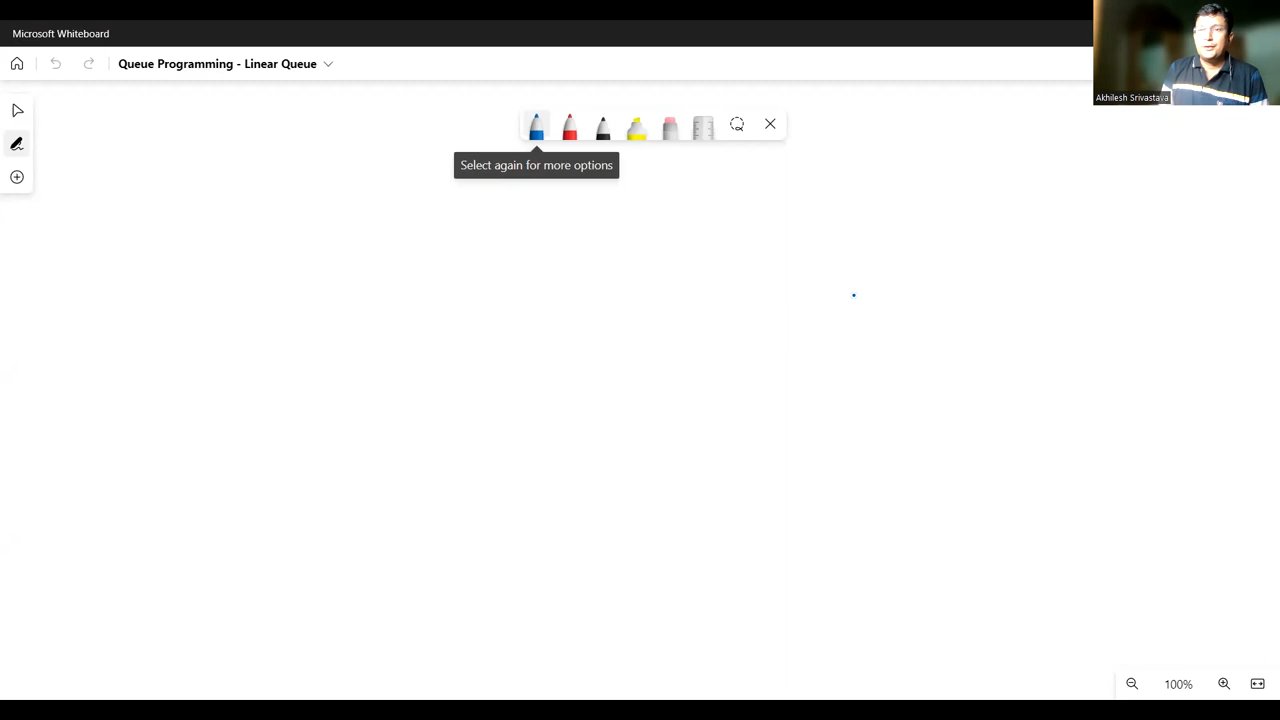 Microsoft Whiteboard
Queue Programming - Linear Queue
Akhilesh Srivastava
Select again for more options
100%